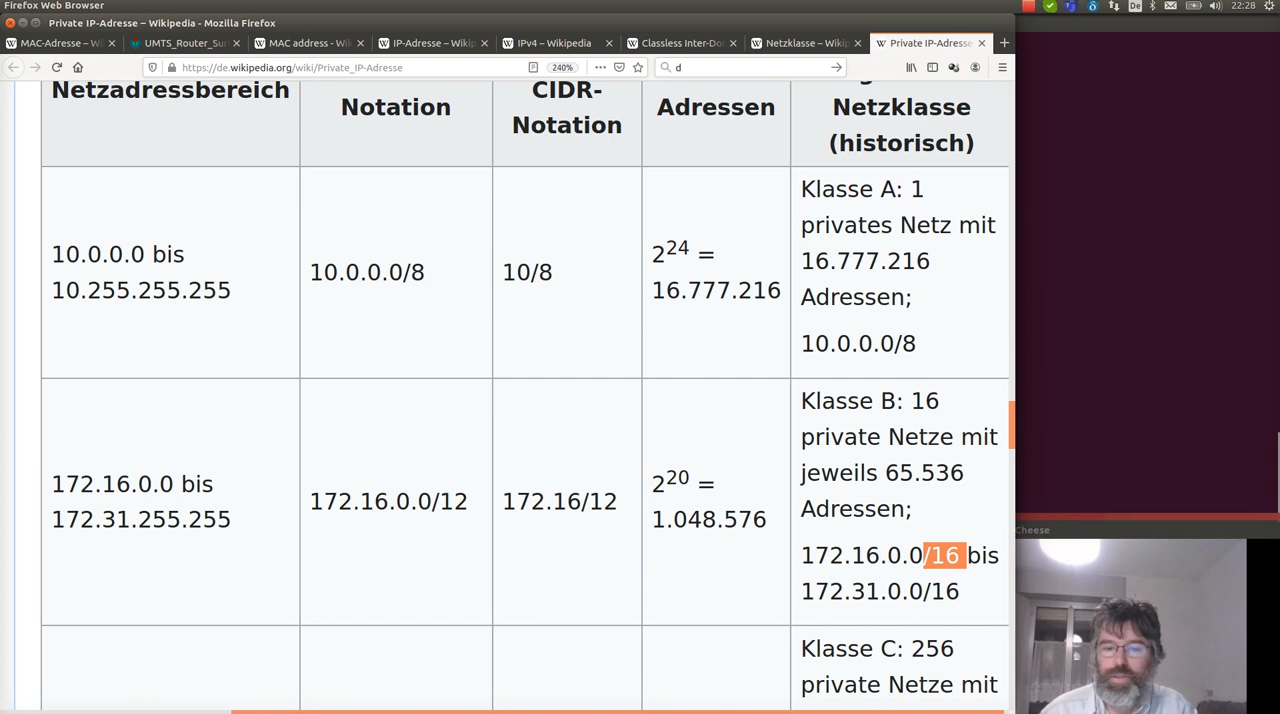 Firefox Web Browser
De
22:28
Private IP-Adresse – Wikipedia - Mozilla Firefox
MAC-Adresse – Wi
UMTS_Router_Sur
MAC address - Wi
IP-Adresse – Wikip
IPv4 – Wikipedia
Classless Inter-Do
Netzklasse – Wikip
Private IP-Adresse
https://de.wikipedia.org/wiki/Private_IP-Adresse
240%
d
Netzadressbereich
Notation
CIDR-
Notation
Adressen
Netzklasse
(historisch)
10.0.0.0 bis
10.255.255.255
10.0.0.0/8
10/8
2²⁴ =
16.777.216
Klasse A: 1
privates Netz mit
16.777.216
Adressen;
10.0.0.0/8
172.16.0.0 bis
172.31.255.255
172.16.0.0/12
172.16/12
2²⁰ =
1.048.576
Klasse B: 16
private Netze mit
jeweils 65.536
Adressen;
172.16.0.0/16 bis
172.31.0.0/16
Klasse C: 256
private Netze mit
Cheese